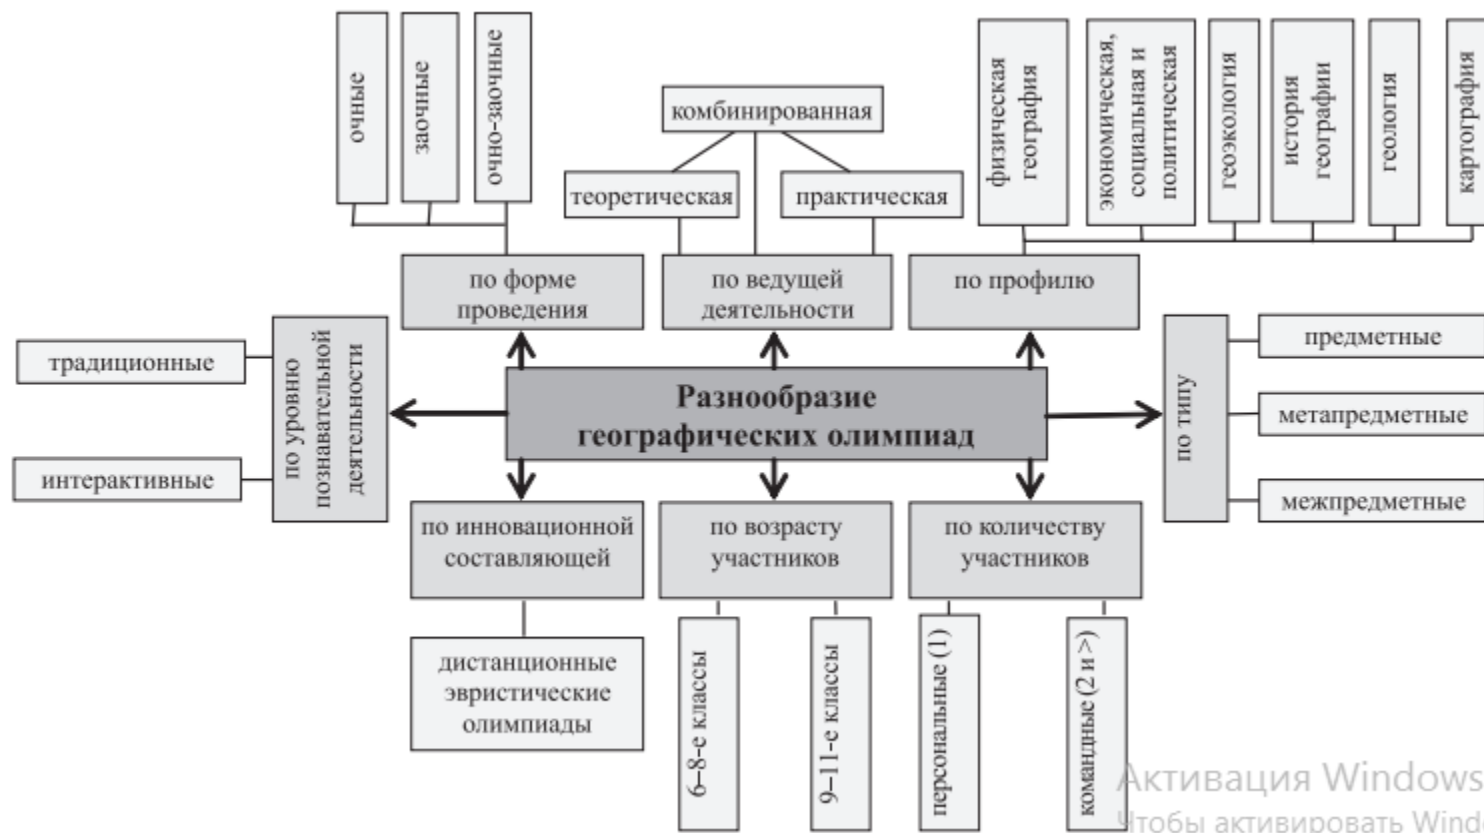 очные
заочные
очно-заочные
комбинированная
теоретическая
практическая
физическая
география
экономическая,
социальная и
политическая
геоэкология
история
географии
геология
картография
по форме
проведения
по ведущей
деятельности
по профилю
традиционные
интерактивные
по уровню
познавательной
деятельности
Разнообразие
географических олимпиад
по типу
предметные
метапредметные
межпредметные
по инновационной
составляющей
по возрасту
участников
по количеству
участников
дистанционные
эвристические
олимпиады
6–8-е классы
9–11-е классы
персональные (1)
командные (2 и >)
Активация Windows
Чтобы активировать Wind